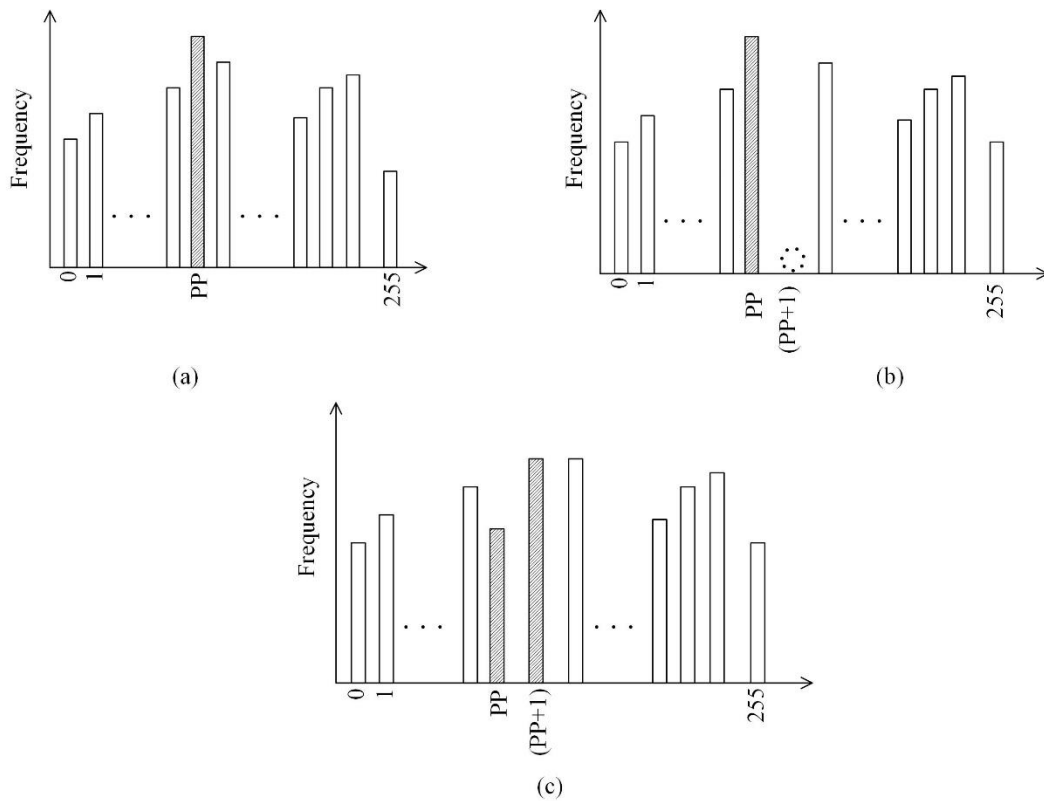 Frequency
0
1
. . .
PP
. . .
255
(a)
Frequency
0
1
. . .
PP
(PP+1)
. . .
255
(b)
Frequency
0
1
. . .
PP
(PP+1)
. . .
255
(c)